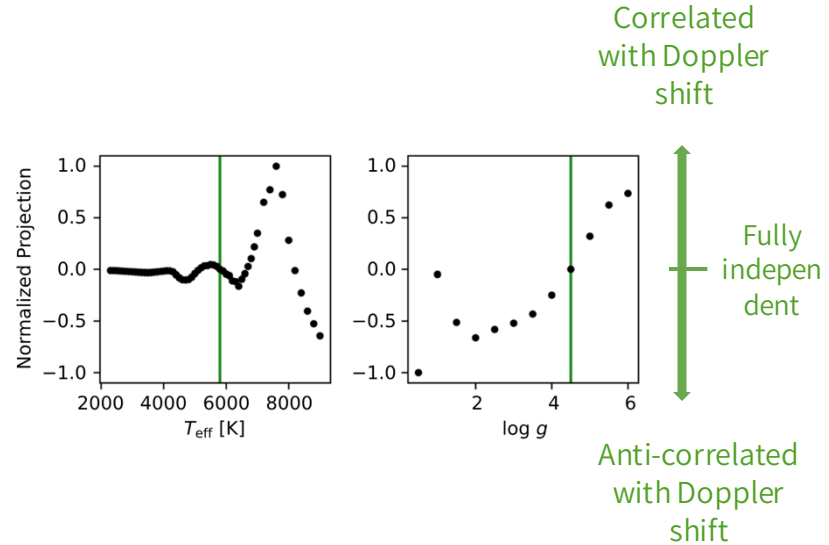 Correlated
with Doppler
shift
Normalized Projection
1.0
0.5
0.0
−0.5
−1.0
2000 4000 6000 8000
T_eff [K]
1.0
0.5
0.0
−0.5
−1.0
2 4 6
log g
Fully
indepen
dent
Anti-correlated
with Doppler
shift